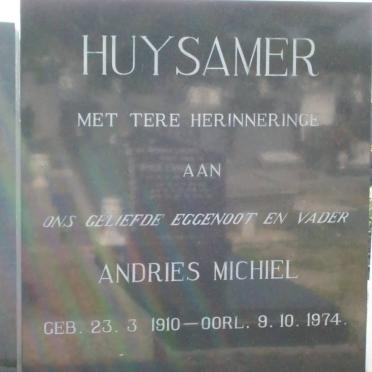 HUYSAMER
MET TERE HERINNERINGE
AAN
ONS GELIEFDE EGGENOOT EN VADER
ANDRIES MICHIEL
GEB. 23. 3 1910—OORL. 9. 10. 1974.